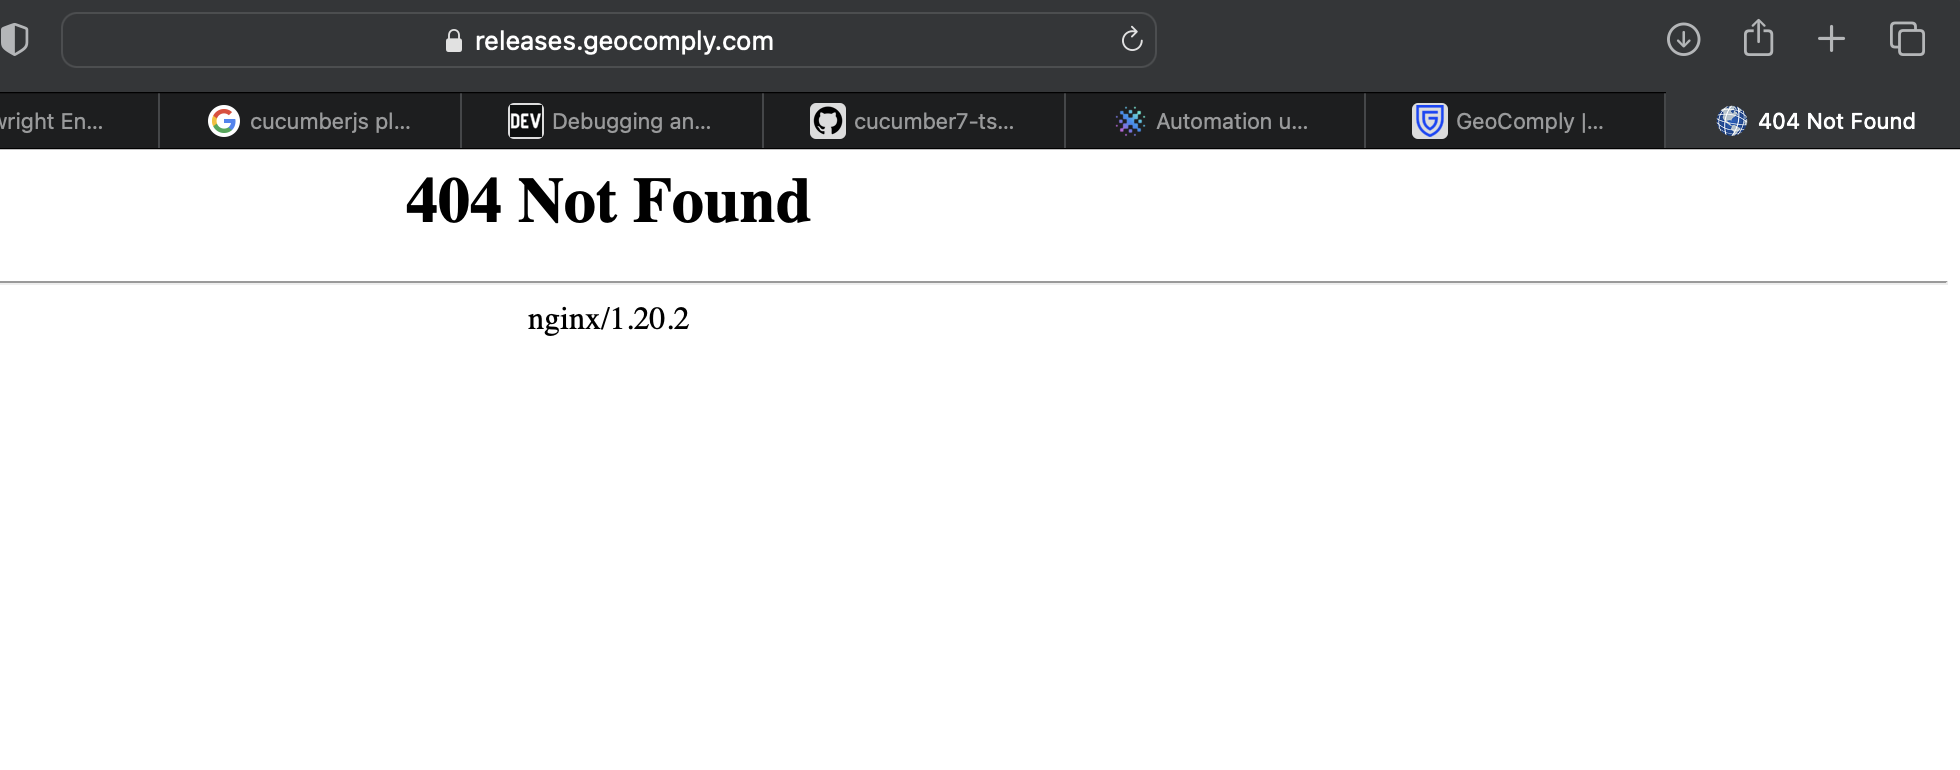 releases.geocomply.com
wright En...
cucumberjs pl...
DEV Debugging an...
cucumber7-ts...
Automation u...
GeoComply |...
404 Not Found
404 Not Found
nginx/1.20.2